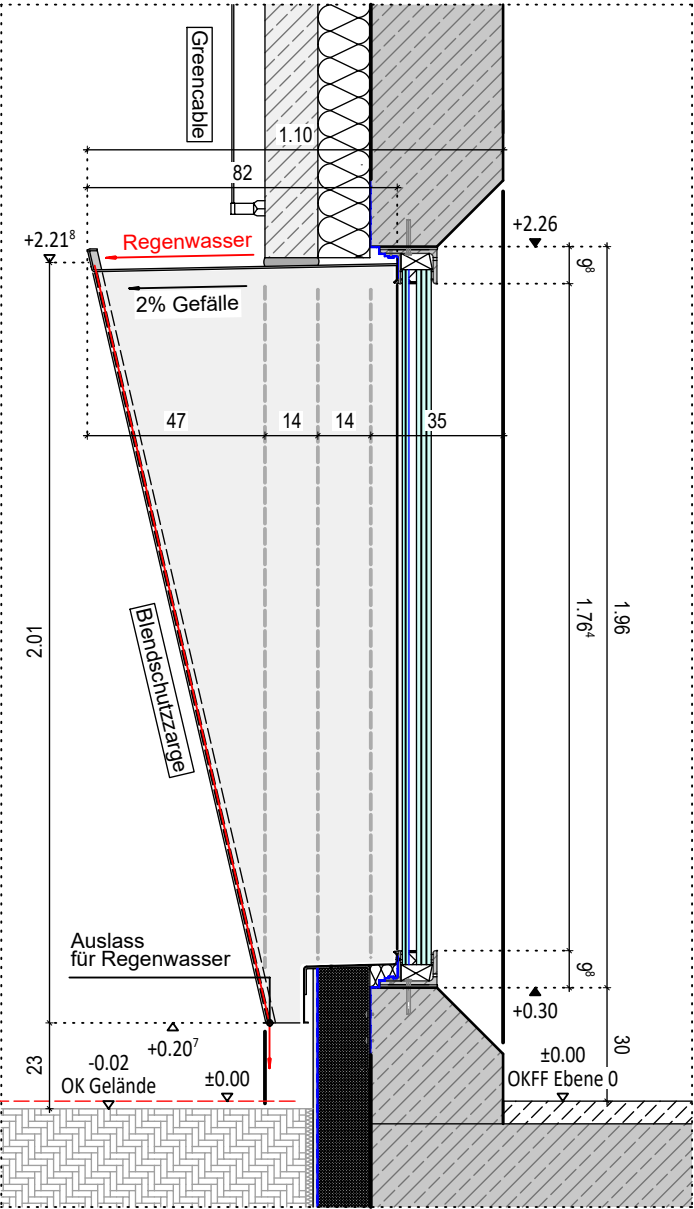 Greencable
1.10
82
+2.21⁸
Regenwasser
+2.26
9⁸
2% Gefälle
47
14
14
35
2.01
Blendschutzzarge
1.76⁴
1.96
Auslass
für Regenwasser
9⁸
+0.30
+0.20⁷
23
30
-0.02
OK Gelände
±0.00
±0.00
OKFF Ebene 0